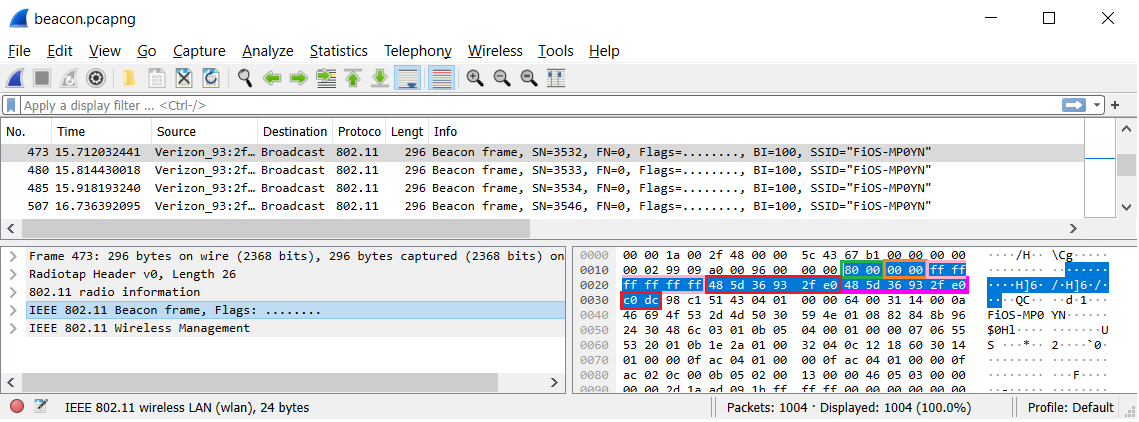 beacon.pcapng
File Edit View Go Capture Analyze Statistics Telephony Wireless Tools Help
Apply a display filter ... <Ctrl-/>
No. Time Source Destination Protoco Lengt Info
473 15.712032441 Verizon_93:2f… Broadcast 802.11 296 Beacon frame, SN=3532, FN=0, Flags=........, BI=100, SSID="FiOS-MP0YN"
480 15.814430018 Verizon_93:2f… Broadcast 802.11 296 Beacon frame, SN=3533, FN=0, Flags=........, BI=100, SSID="FiOS-MP0YN"
485 15.918193240 Verizon_93:2f… Broadcast 802.11 296 Beacon frame, SN=3534, FN=0, Flags=........, BI=100, SSID="FiOS-MP0YN"
507 16.736392095 Verizon_93:2f… Broadcast 802.11 296 Beacon frame, SN=3546, FN=0, Flags=........, BI=100, SSID="FiOS-MP0YN"
Frame 473: 296 bytes on wire (2368 bits), 296 bytes captured (2368 bits) on
Radiotap Header v0, Length 26
802.11 radio information
IEEE 802.11 Beacon frame, Flags: ........
IEEE 802.11 Wireless Management
0000 00 00 1a 00 2f 48 00 00 5c 43 67 b1 00 00 00 00 ····/H·· \Cg·····
0010 00 02 99 09 a0 00 96 00 00 00 80 00 00 00 ff ff
0020 ff ff ff ff 48 5d 36 93 2f e0 48 5d 36 93 2f e0 ····H]6· /·H]6·/·
0030 c0 dc 98 c1 51 43 04 01 00 00 64 00 31 14 00 0a ····QC·· ··d·1···
0040 46 69 4f 53 2d 4d 50 30 59 4e 01 08 82 84 8b 96 FiOS-MP0 YN······
0050 24 30 48 6c 03 01 0b 05 04 00 01 00 00 07 06 55 $0Hl···· ·······U
0060 53 20 01 0b 1e 2a 01 00 32 04 0c 12 18 60 30 14 S ···*·· 2····`0·
0070 01 00 00 0f ac 04 01 00 00 0f ac 04 01 00 00 0f
0080 ac 02 0c 00 0b 05 02 00 13 00 00 46 05 03 00 00 ········ ···F····
0090 00 00 2d 1a ad 09 1b ff ff ff 00 00 00 00 00 00
IEEE 802.11 wireless LAN (wlan), 24 bytes Packets: 1004 · Displayed: 1004 (100.0%) Profile: Default